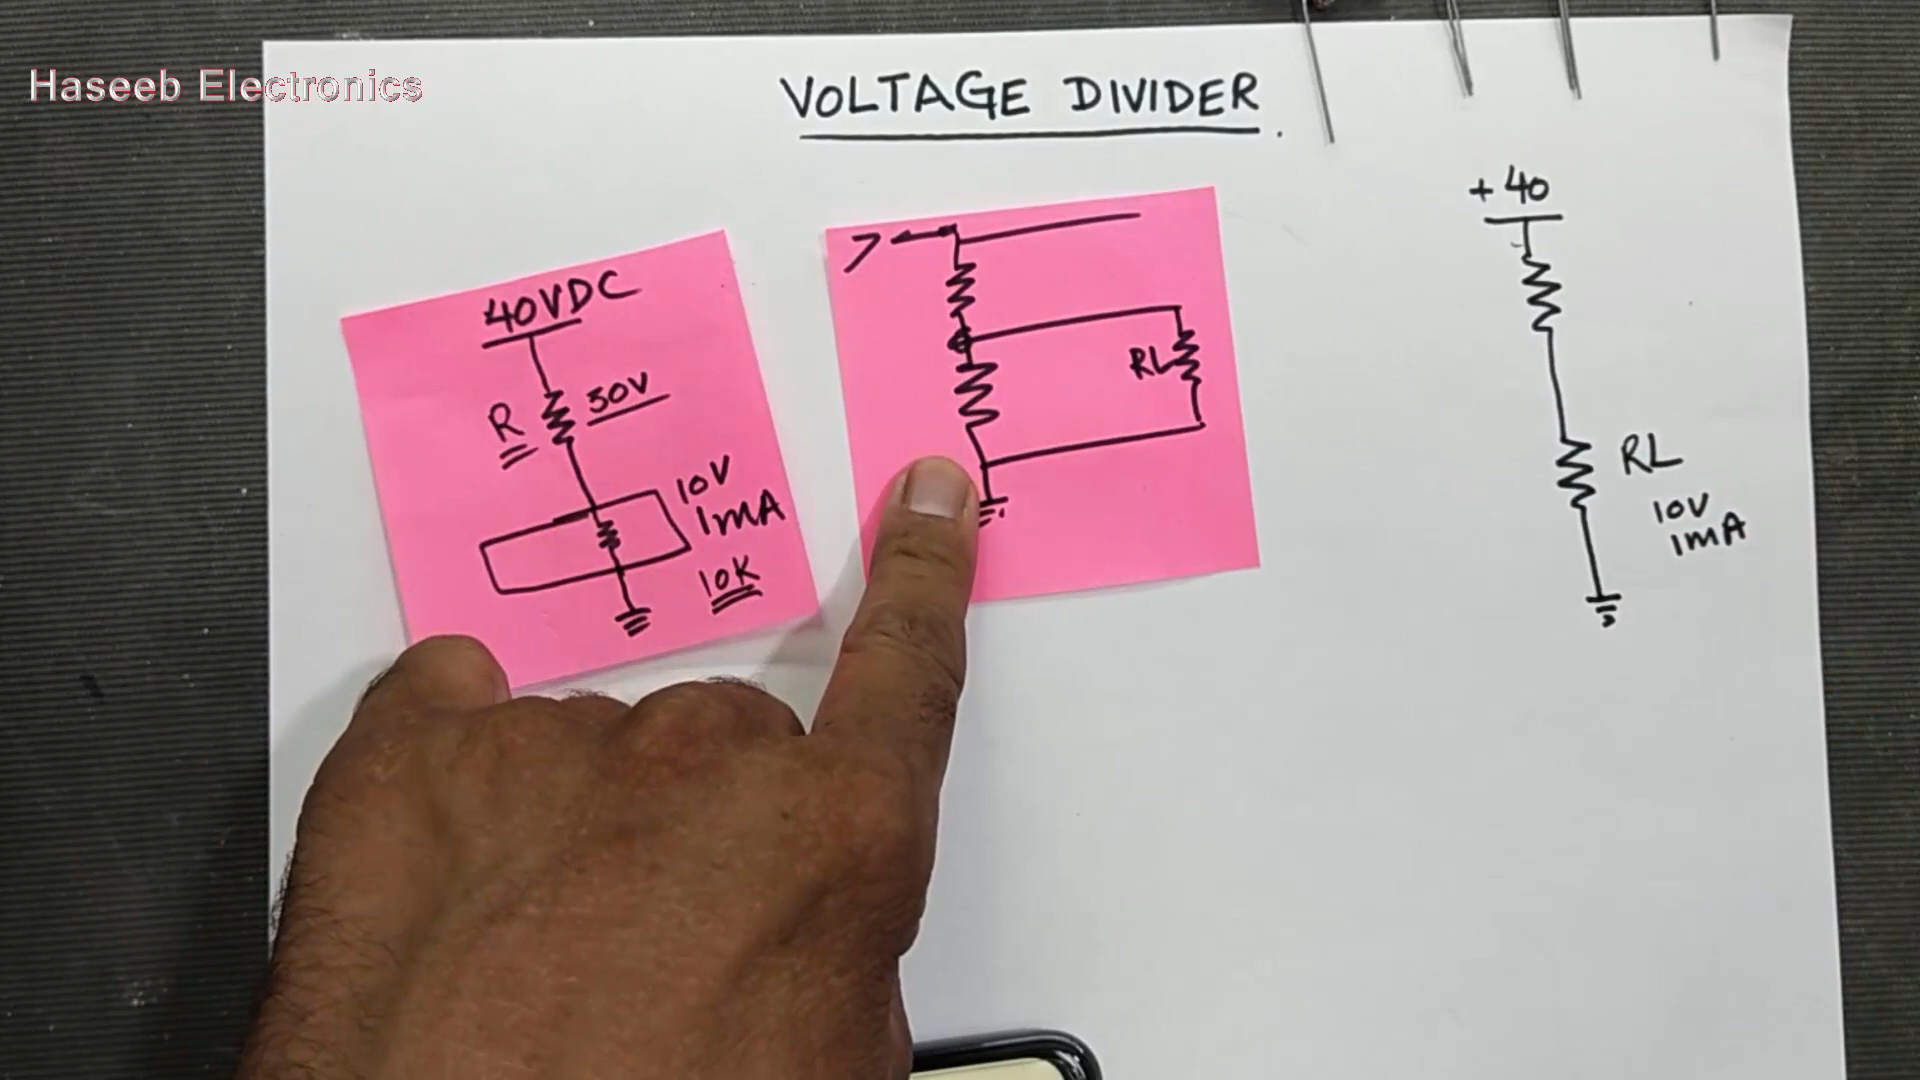 Haseeb Electronics
VOLTAGE DIVIDER.
40VDC
R
30V
10V
1mA
10K
RL
+40
RL
10V
1mA